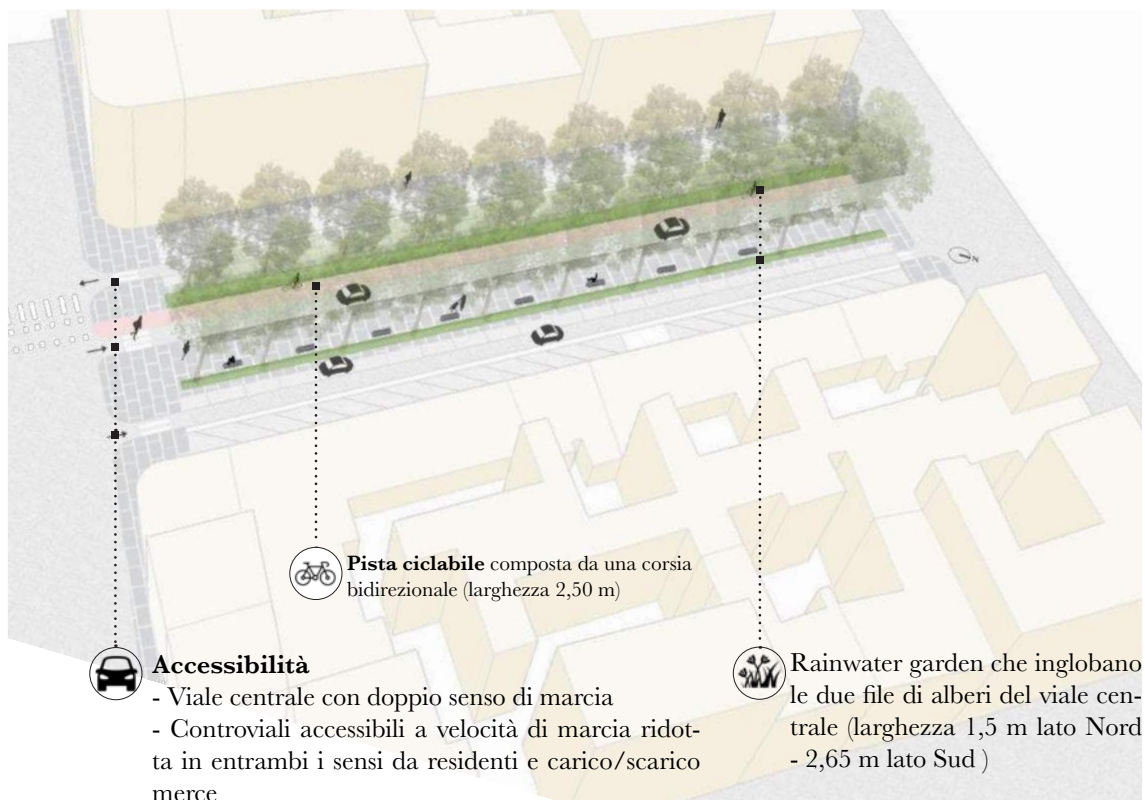 N
Pista ciclabile composta da una corsia
bidirezionale (larghezza 2,50 m)
Accessibilità
- Viale centrale con doppio senso di marcia
- Controviali accessibili a velocità di marcia ridot-
ta in entrambi i sensi da residenti e carico/scarico
merce
Rainwater garden che inglobano
le due file di alberi del viale cen-
trale (larghezza 1,5 m lato Nord
- 2,65 m lato Sud )